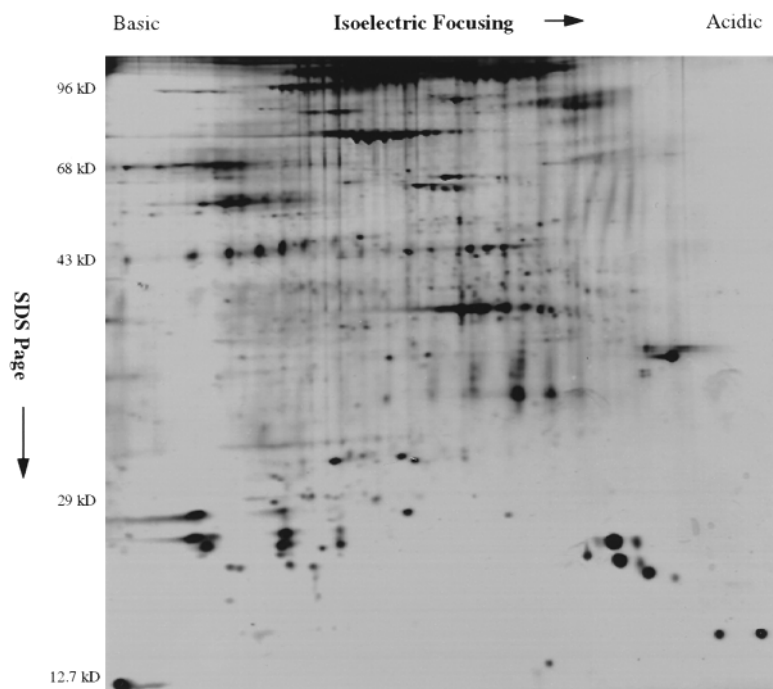 Basic
Isoelectric Focusing
Acidic
96 kD
68 kD
43 kD
SDS Page
29 kD
12.7 kD